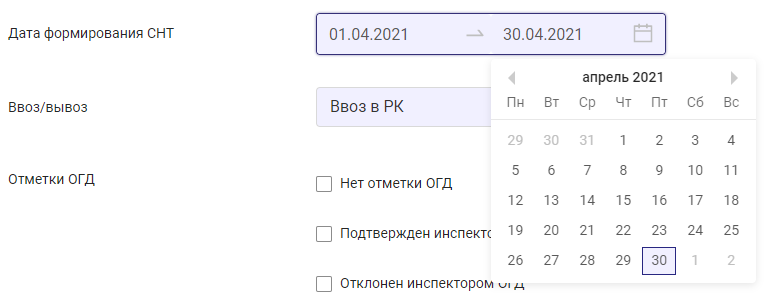 Дата формирования СНТ
01.04.2021 30.04.2021
апрель 2021
Пн Вт Ср Чт Пт Сб Вс
29 30 31 1 2 3 4
5 6 7 8 9 10 11
12 13 14 15 16 17 18
19 20 21 22 23 24 25
26 27 28 29 30 1 2
Ввоз/вывоз
Ввоз в РК
Отметки ОГД
Нет отметки ОГД
Подтвержден инспекто
Отклонен инспектором ОГД